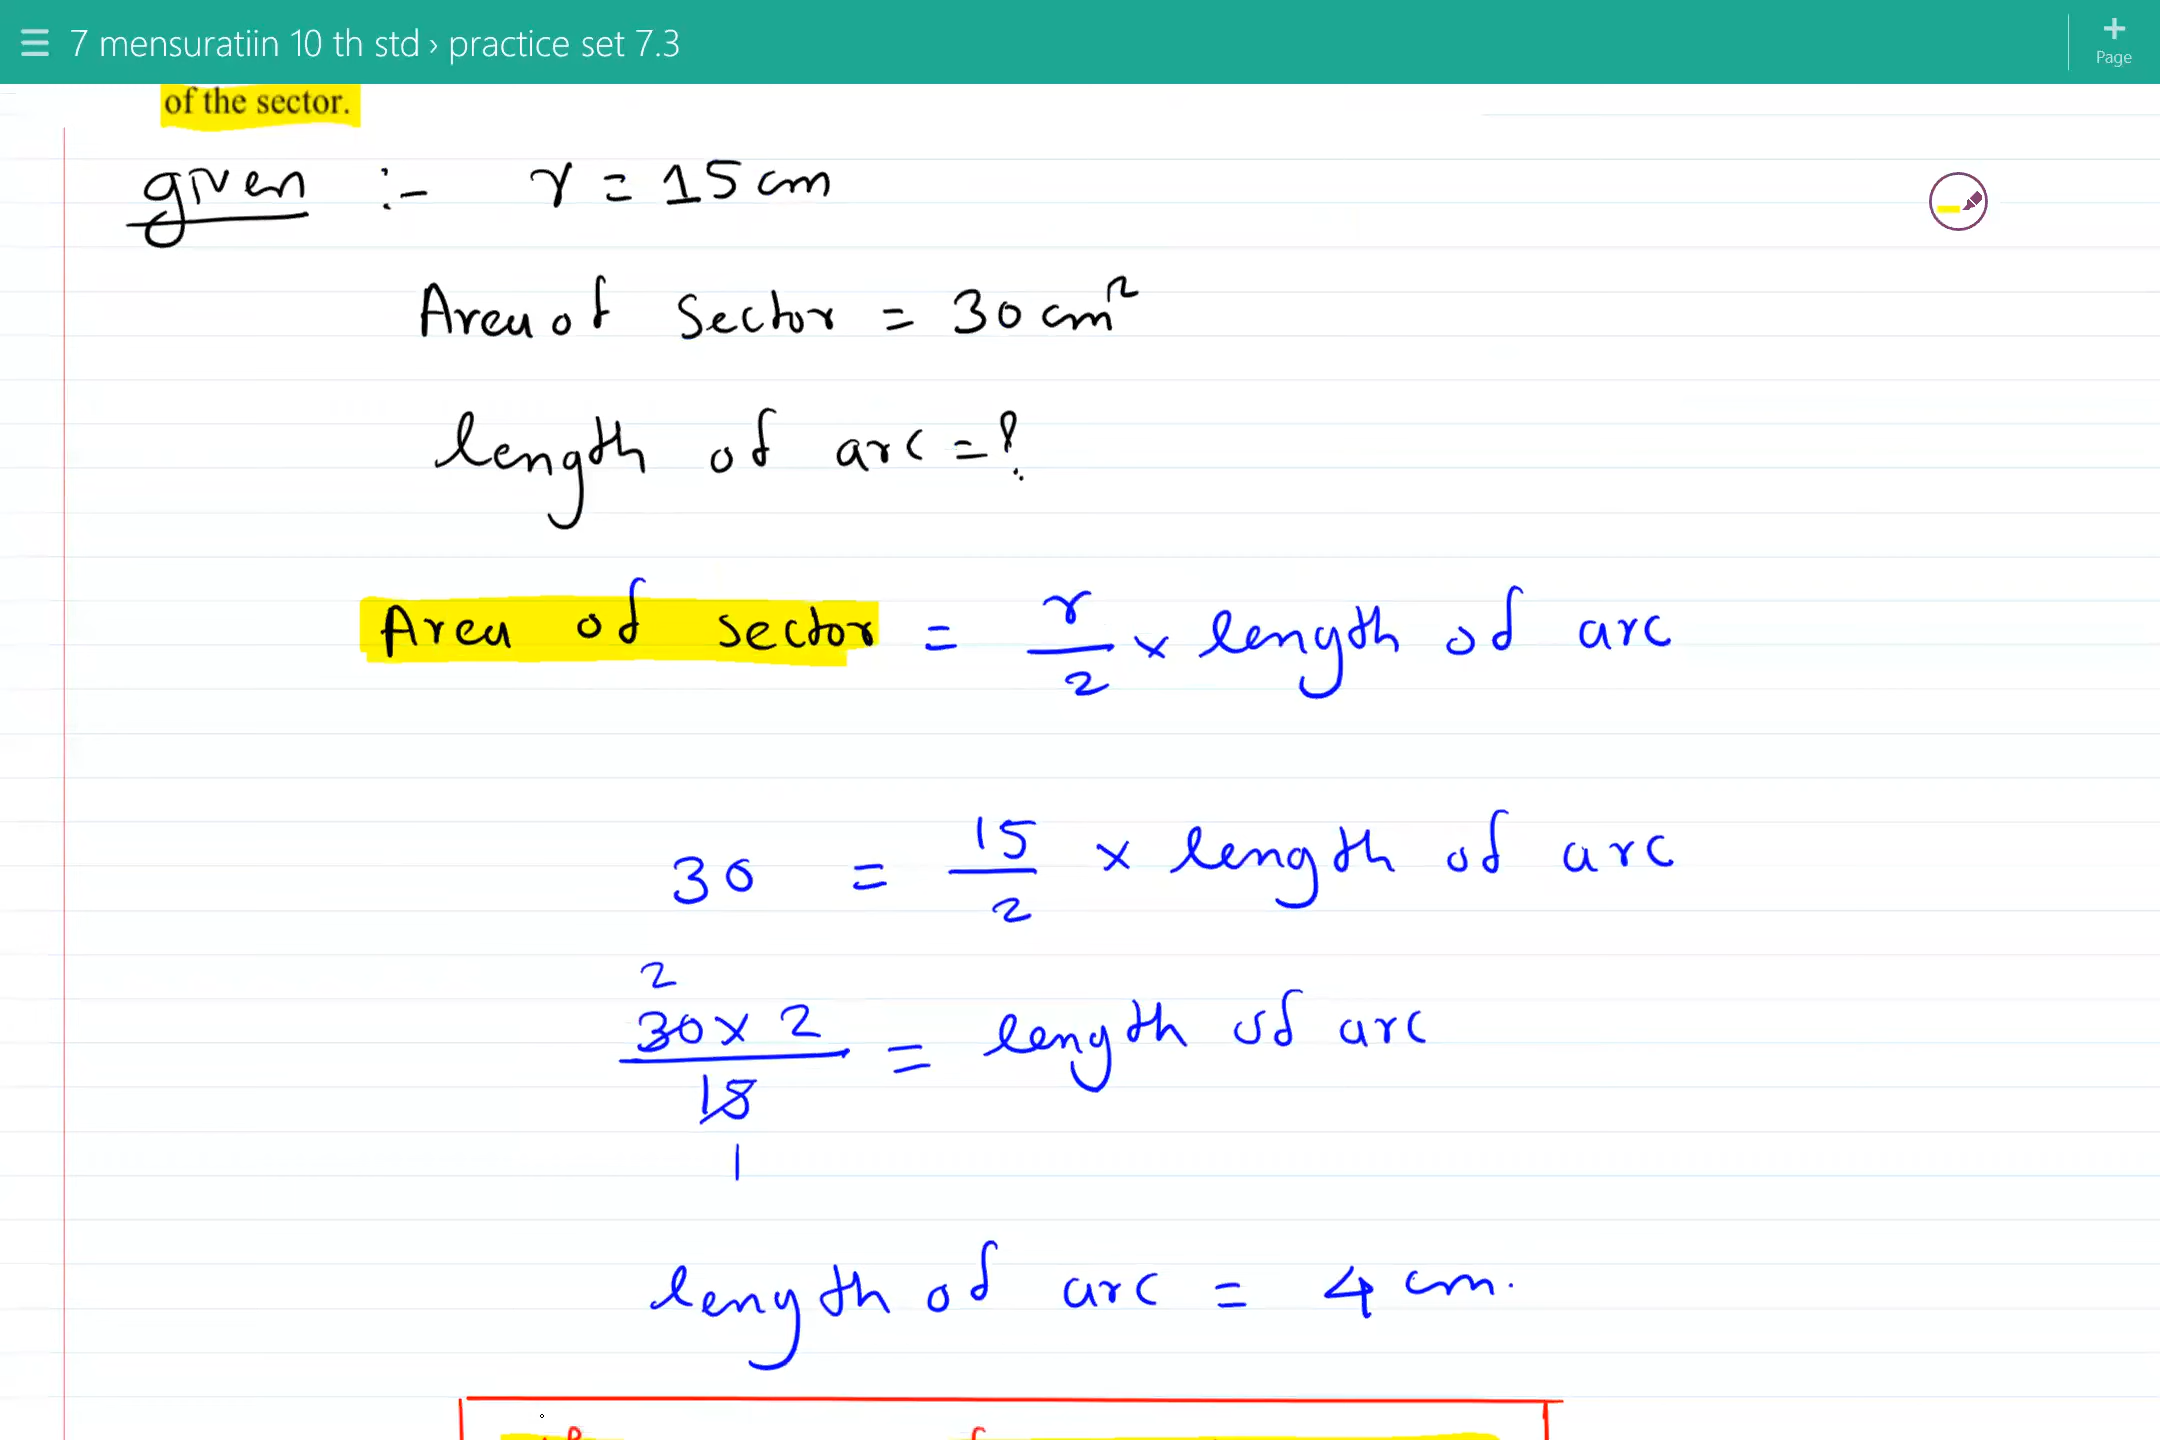 7 mensuratiin 10 th std › practice set 7.3
+
Page
of the sector.
given :- r = 15 cm
Area of sector = 30 cm²
length of arc = ?
Area of sector = r/2 × length of arc
30 = 15/2 × length of arc
2
30 × 2 / 15 = length of arc
1
length of arc = 4 cm.